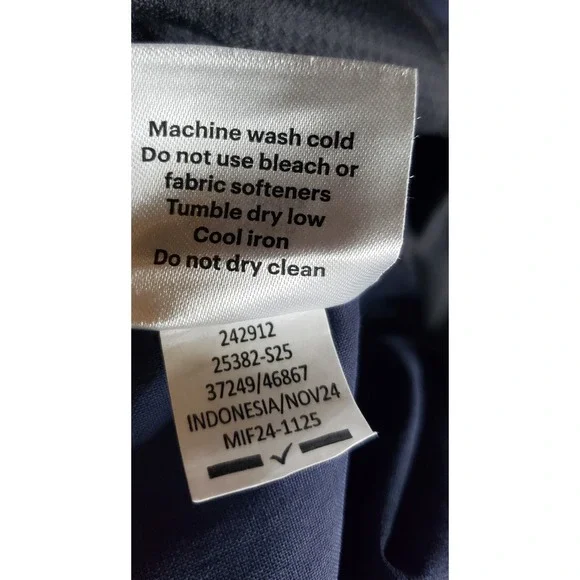 Machine wash cold
Do not use bleach or
fabric softeners
Tumble dry low
Cool iron
Do not dry clean
242912
25382-S25
37249/46867
INDONESIA/NOV24
MIF24-1125